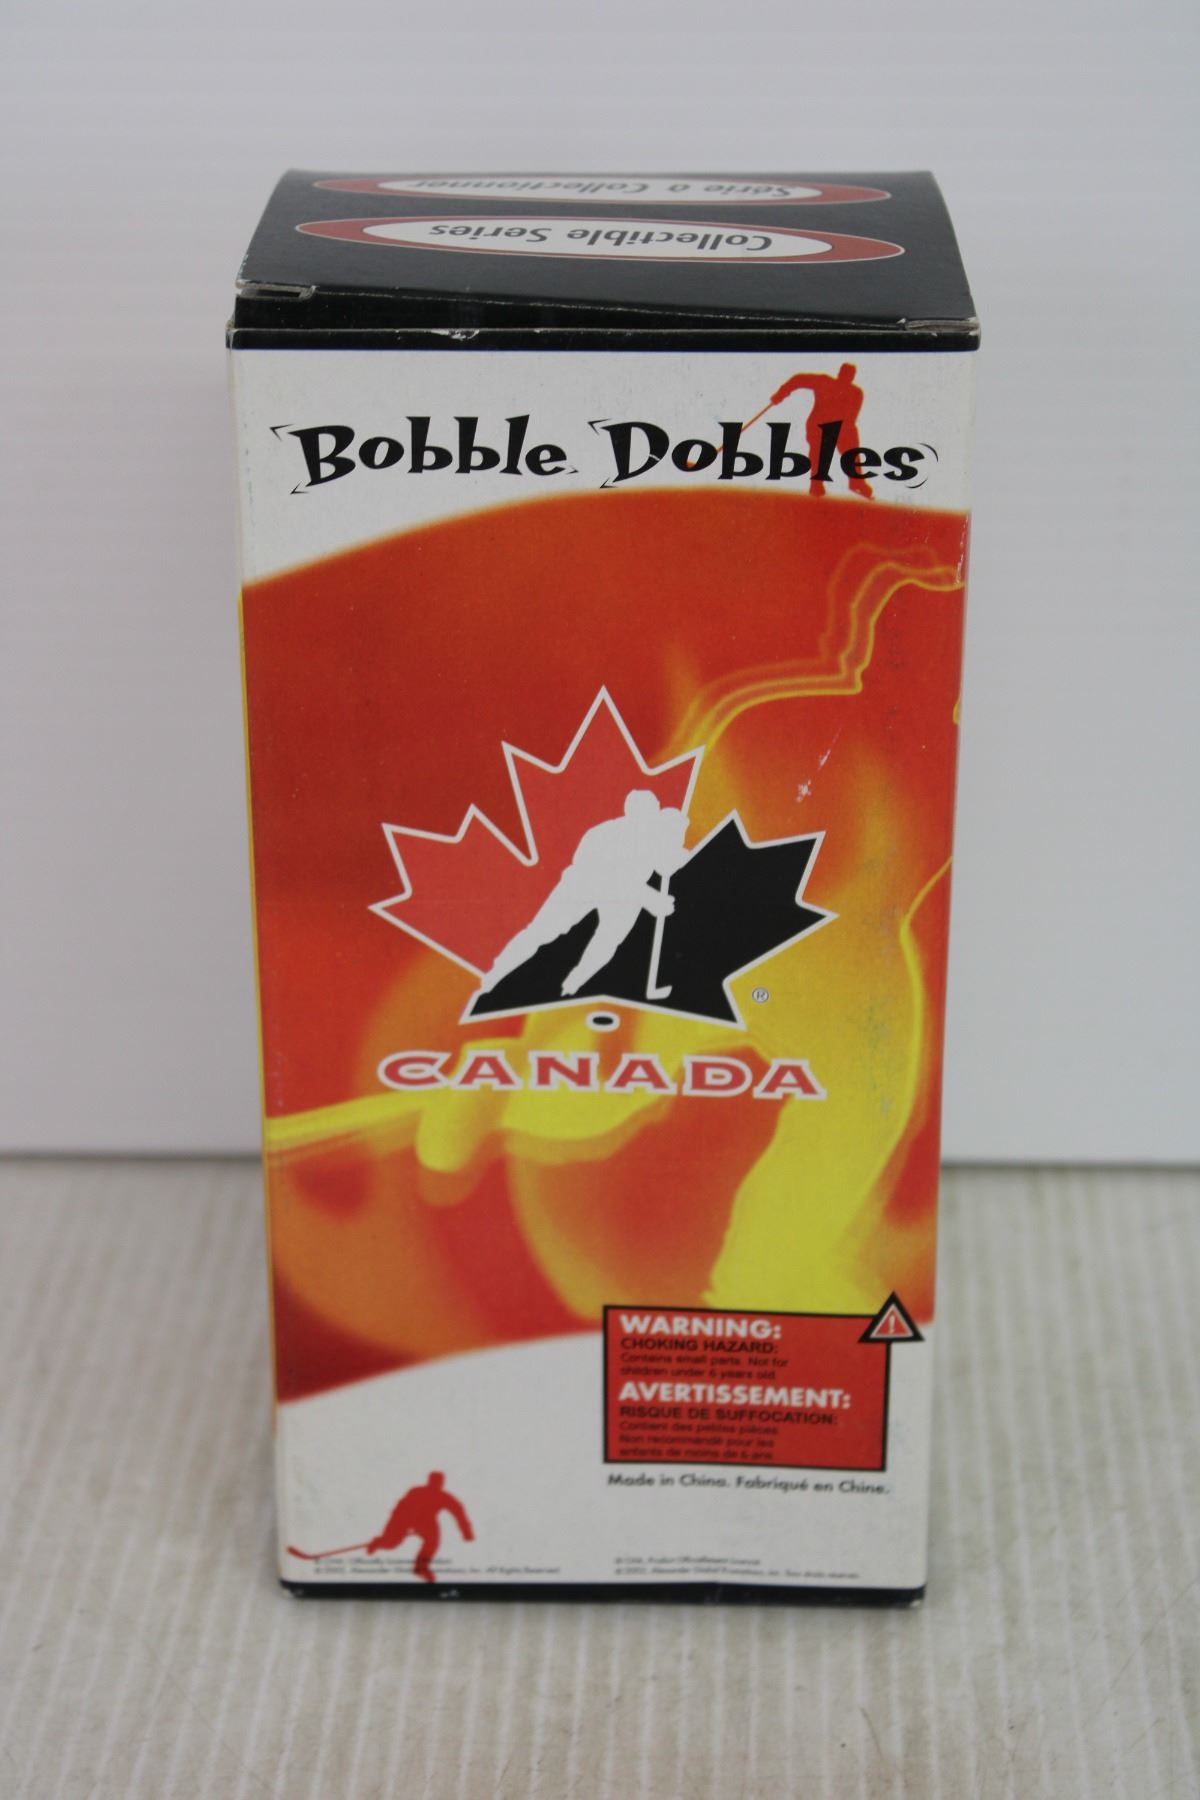 Série à Collectionner
Collectible Series
Bobble Dobbles
®
CANADA
WARNING:
CHOKING HAZARD:
Contains small parts. Not for
children under 6 years old
AVERTISSEMENT:
RISQUE DE SUFFOCATION:
Contient des petites pièces
Non recommandé pour les
enfants de moins de 6 ans
Made in China. Fabriqué en Chine.